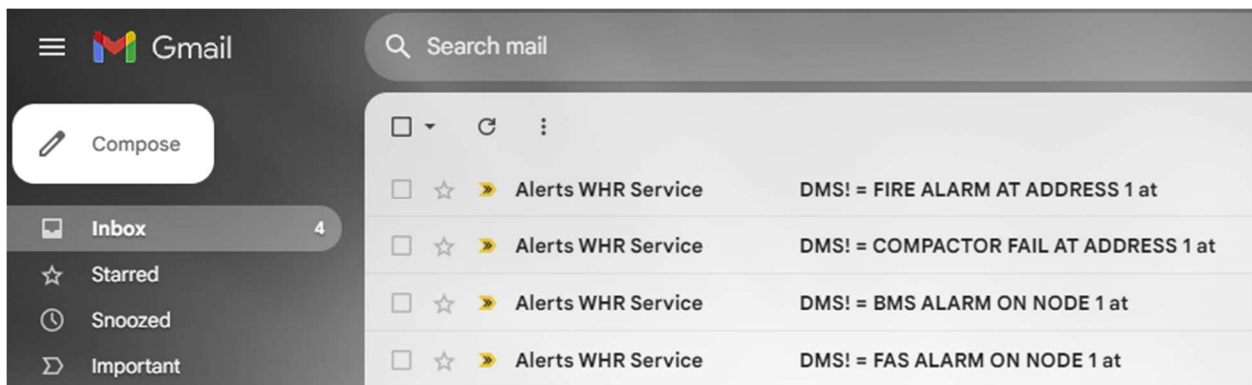 Gmail
Search mail
Compose
Inbox 4
Starred
Snoozed
Important
Alerts WHR Service DMS! = FIRE ALARM AT ADDRESS 1 at
Alerts WHR Service DMS! = COMPACTOR FAIL AT ADDRESS 1 at
Alerts WHR Service DMS! = BMS ALARM ON NODE 1 at
Alerts WHR Service DMS! = FAS ALARM ON NODE 1 at